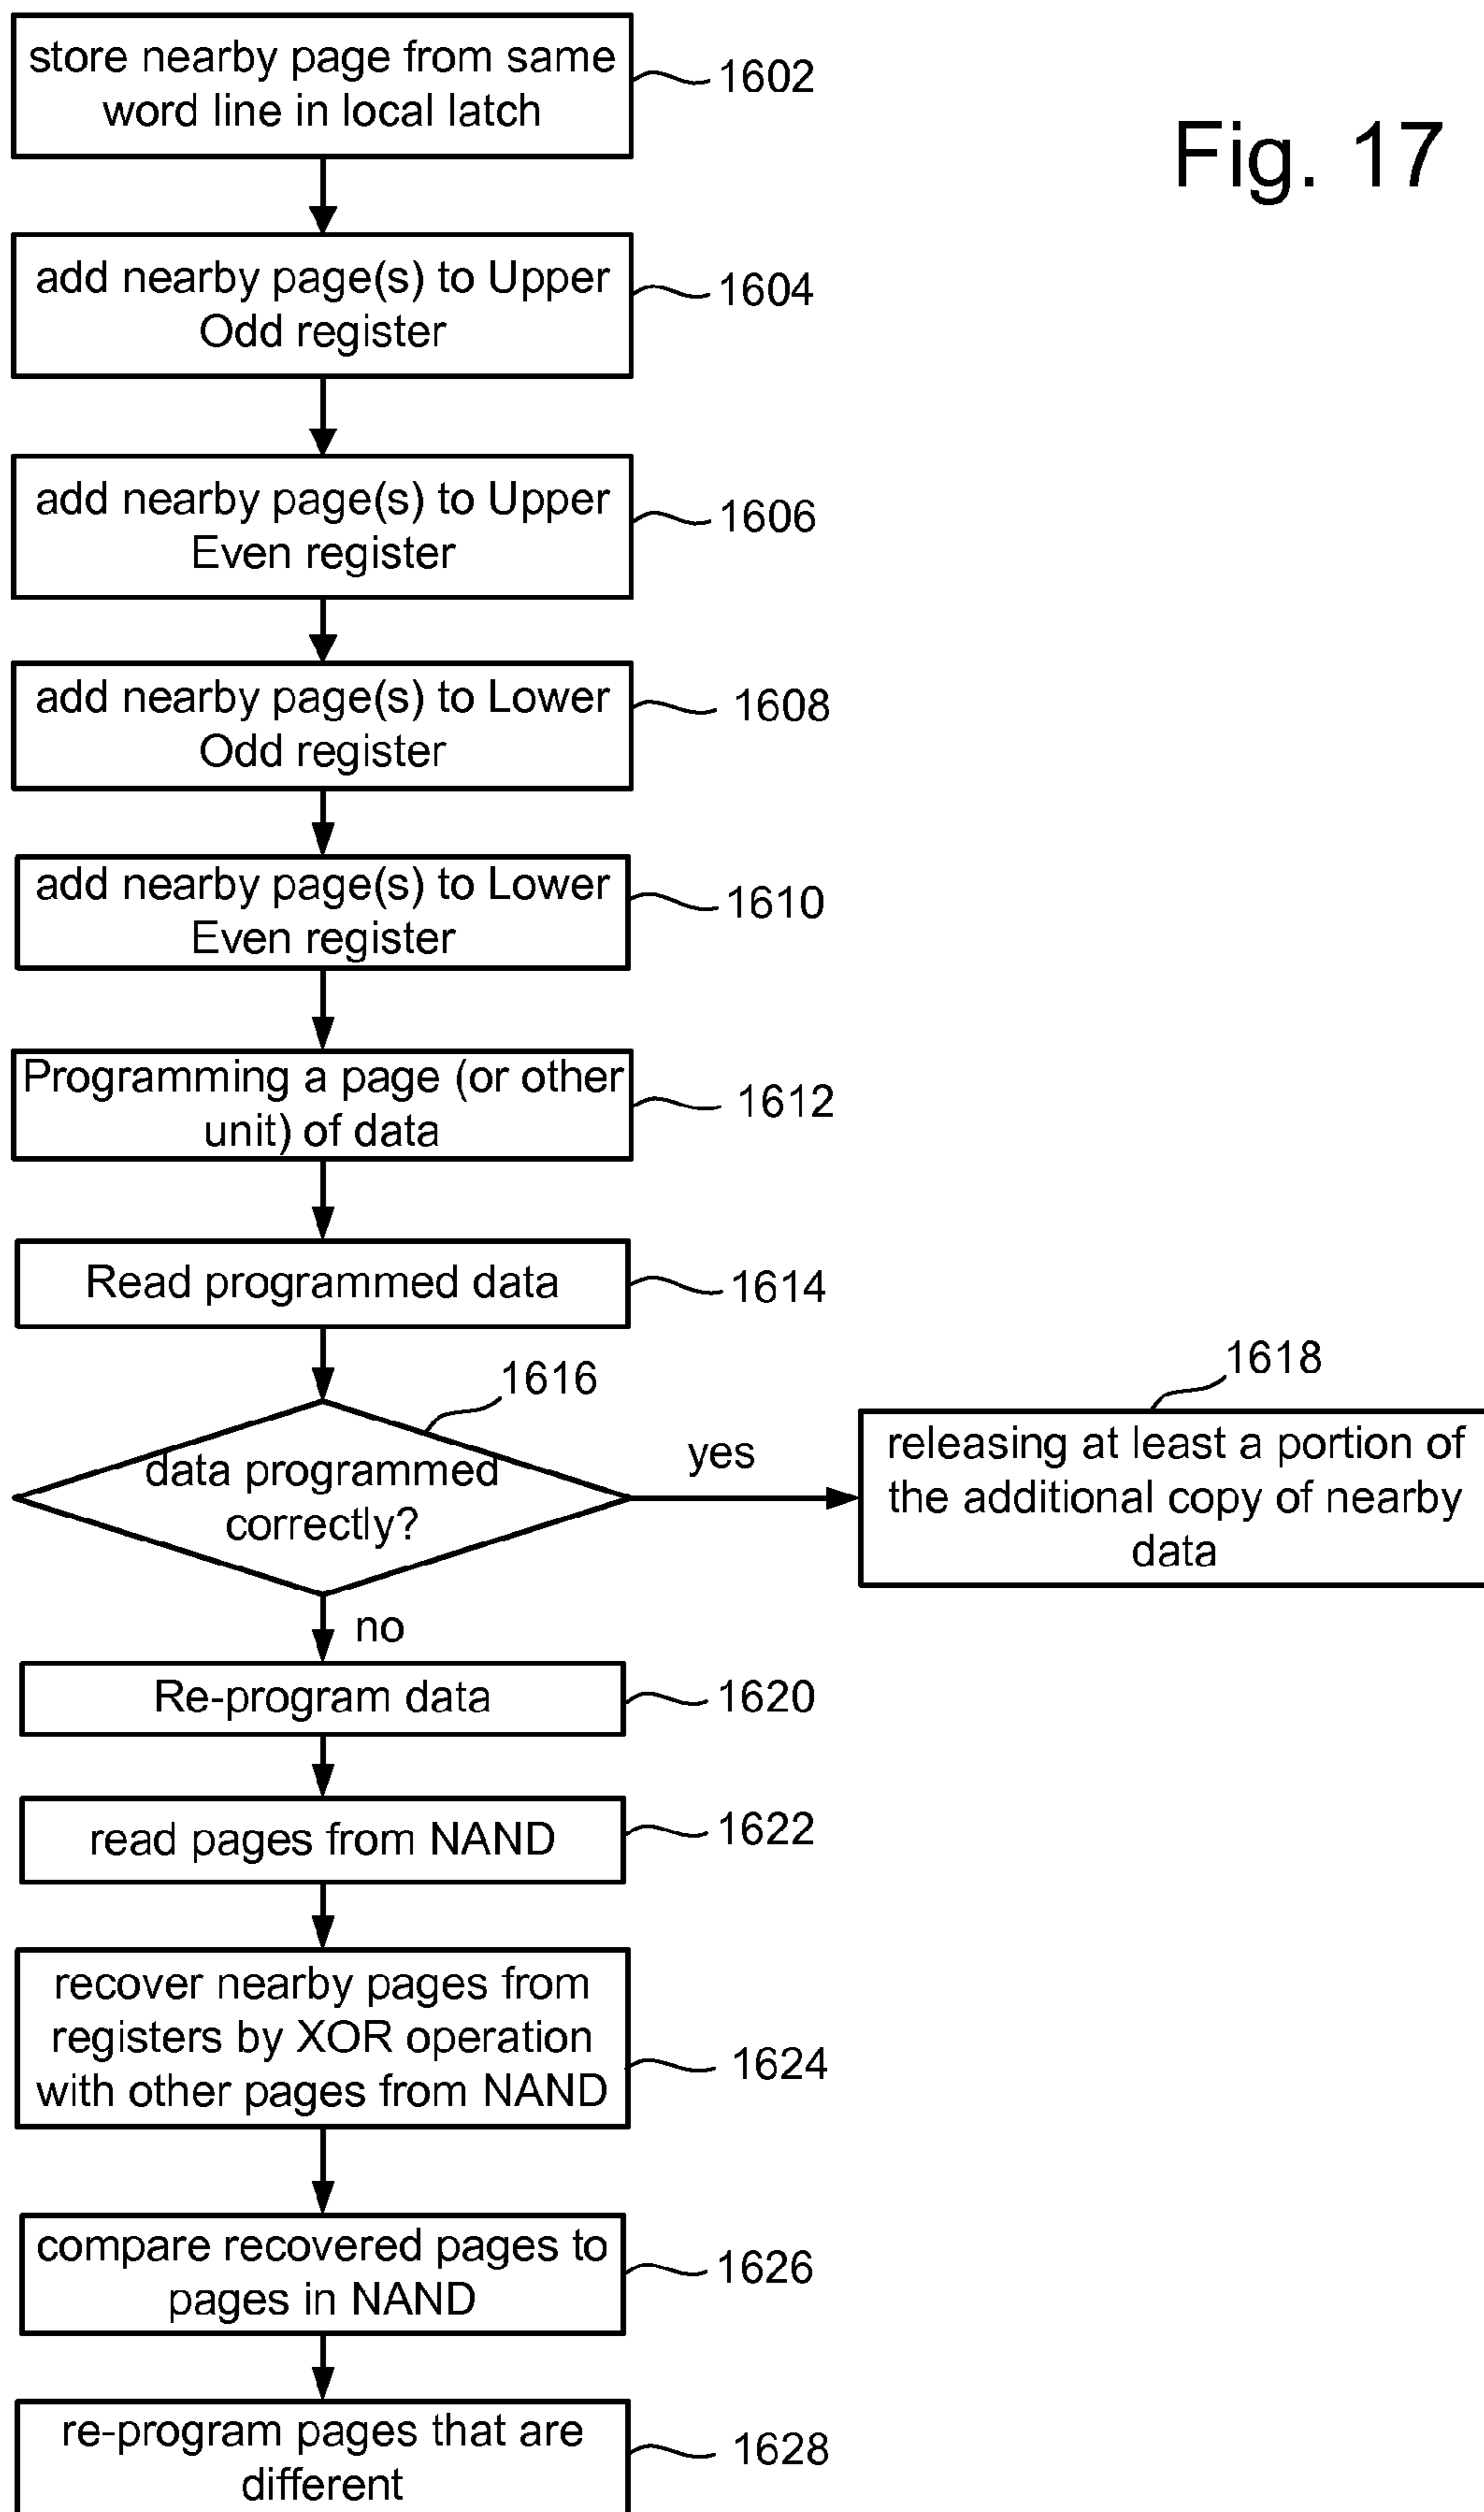 store nearby page from same
word line in local latch
1602
Fig. 17
add nearby page(s) to Upper
Odd register
1604
add nearby page(s) to Upper
Even register
1606
add nearby page(s) to Lower
Odd register
1608
add nearby page(s) to Lower
Even register
1610
Programming a page (or other
unit) of data
1612
Read programmed data
1614
1616
data programmed
correctly?
yes
1618
releasing at least a portion of
the additional copy of nearby
data
no
Re-program data
1620
read pages from NAND
1622
recover nearby pages from
registers by XOR operation
with other pages from NAND
1624
compare recovered pages to
pages in NAND
1626
re-program pages that are
different
1628